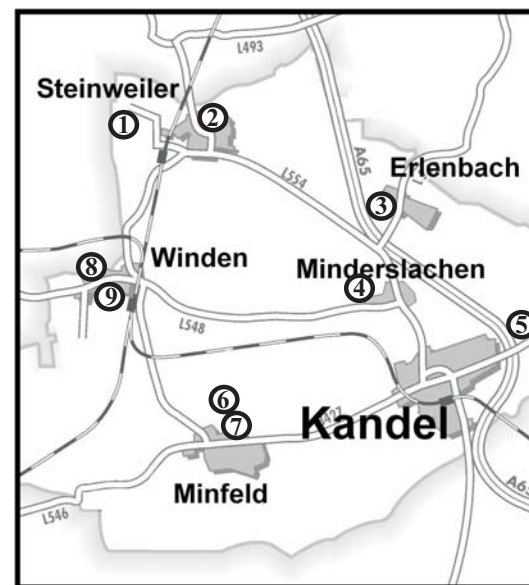 L493
Steinweiler
1
2
A65
L554
Erlenbach
3
Winden
8
9
Minderslachen
4
L548
5
6
7
Kandel
Minfeld
L546